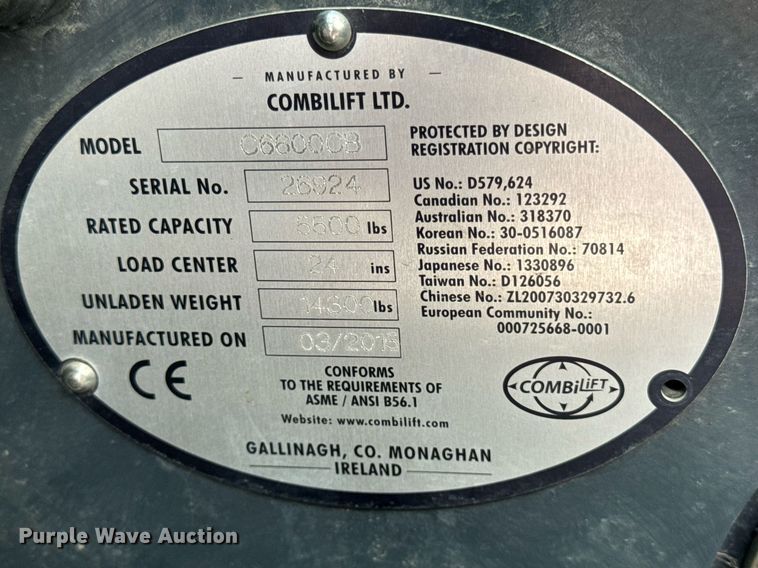 MANUFACTURED BY
COMBILIFT LTD.
MODEL C6600CB
SERIAL No. 26924
RATED CAPACITY lbs
LOAD CENTER 24 ins
UNLADEN WEIGHT lbs
MANUFACTURED ON
CE
CONFORMS
TO THE REQUIREMENTS OF
ASME / ANSI B56.1
Website: www.combilift.com
PROTECTED BY DESIGN
REGISTRATION COPYRIGHT:
US No.: D579,624
Canadian No.: 123292
Australian No.: 318370
Korean No.: 30-0516087
Russian Federation No.: 70814
Japanese No.: 1330896
Taiwan No.: D126056
Chinese No.: ZL200730329732.6
European Community No.:
000725668-0001
COMBiLiFT
GALLINAGH, CO. MONAGHAN
IRELAND
Purple Wave Auction